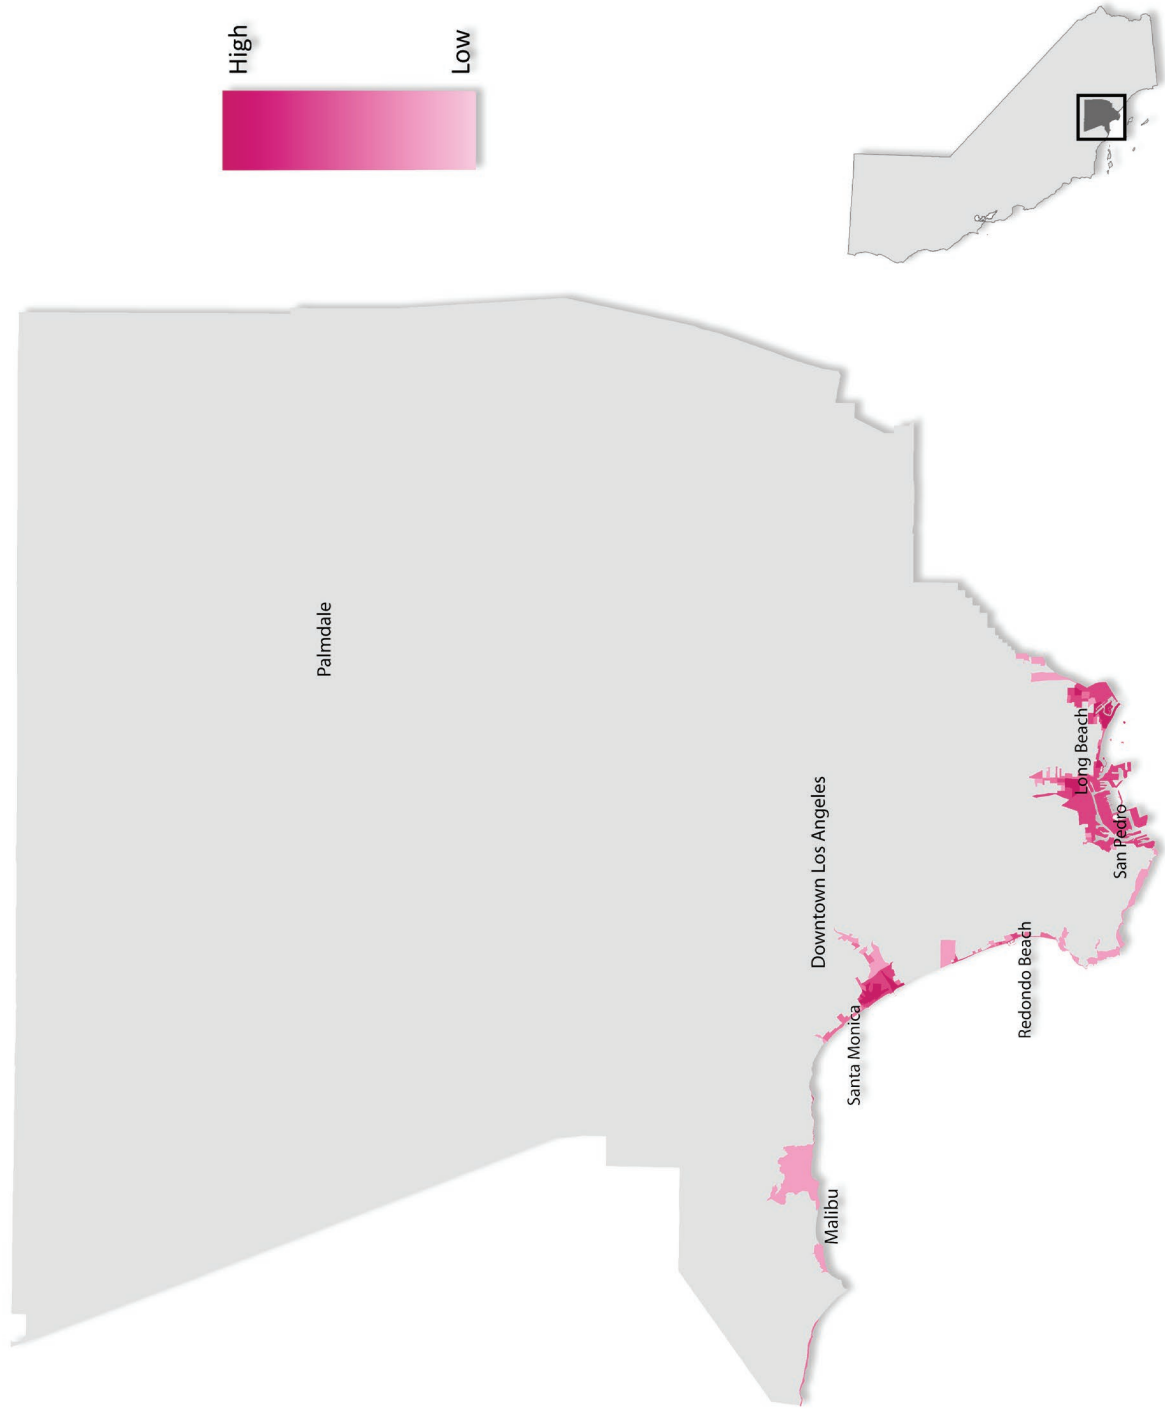 High
Low
Palmdale
Downtown Los Angeles
Santa Monica
Malibu
Redondo Beach
Long Beach
San Pedro